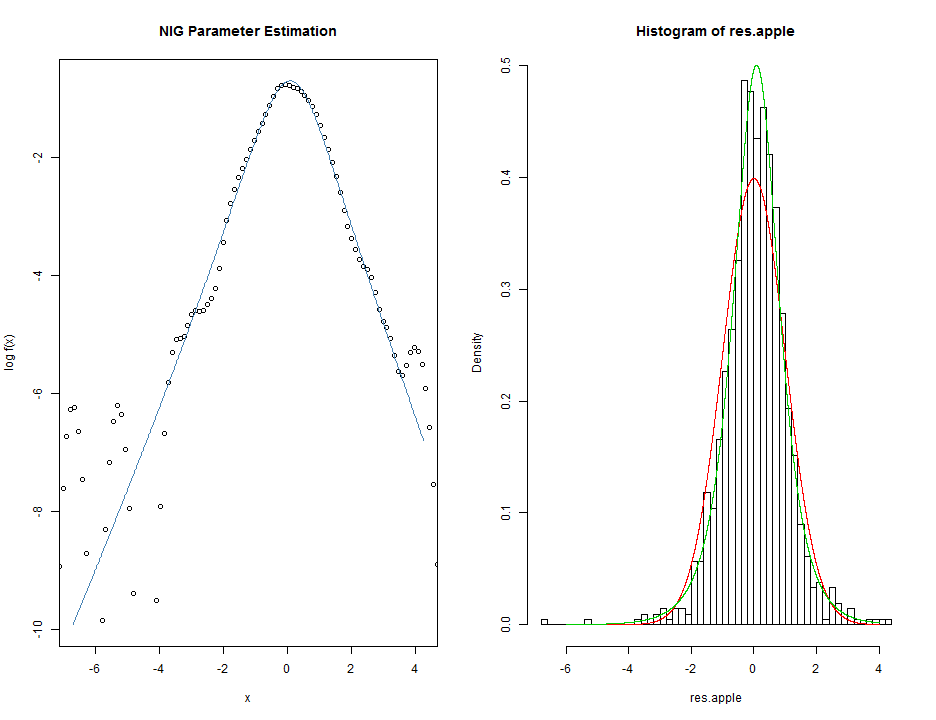 NIG Parameter Estimation
log f(x)
-2
-4
-6
-8
-10
-6 -4 -2 0 2 4
x
Histogram of res.apple
Density
0.5
0.4
0.3
0.2
0.1
0.0
-6 -4 -2 0 2 4
res.apple